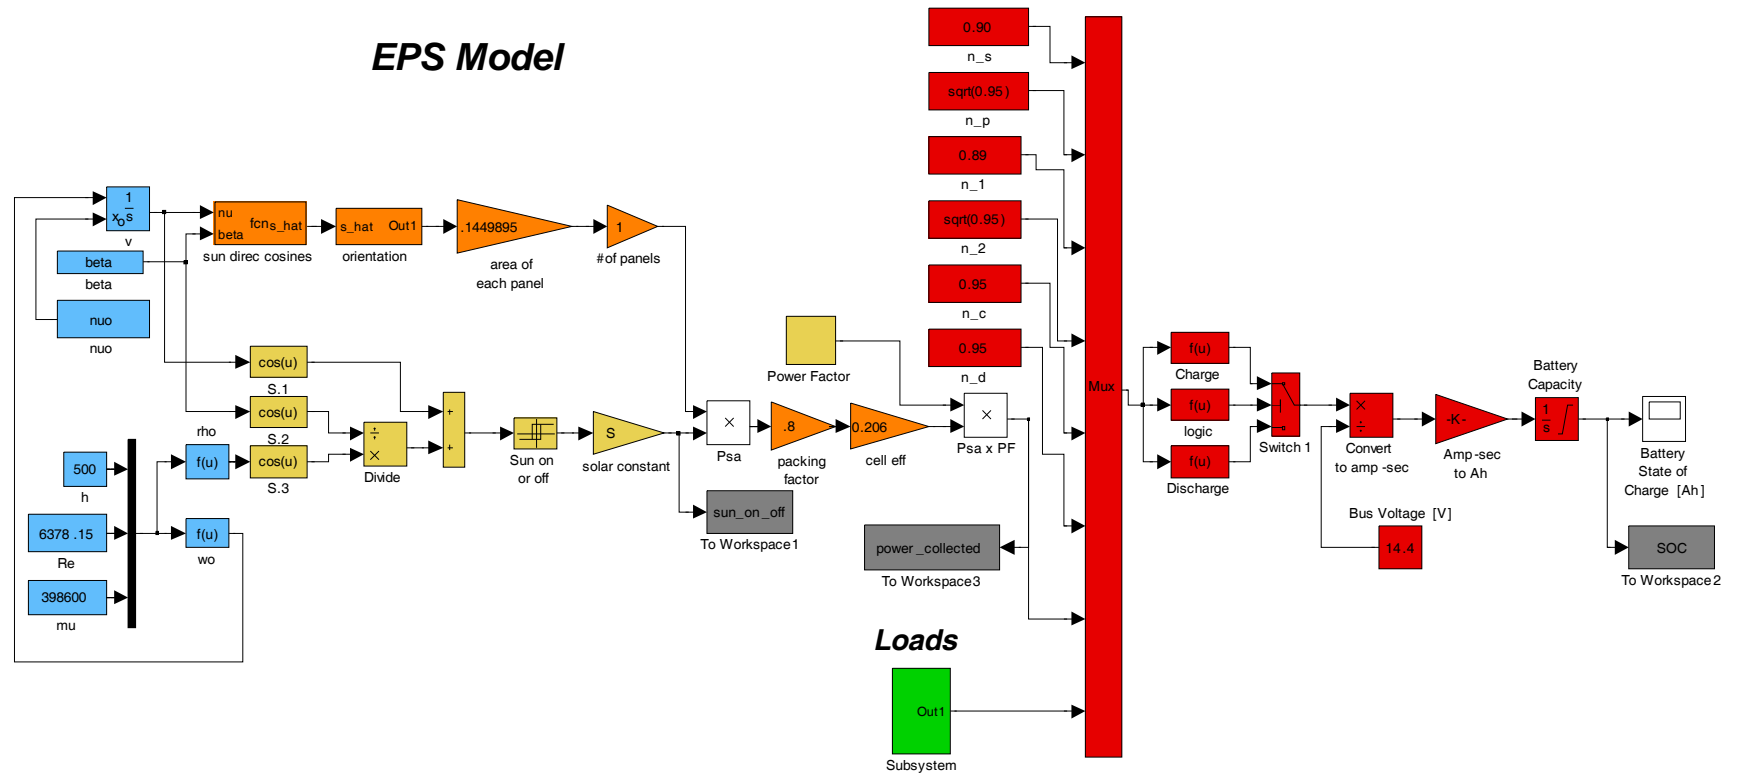 EPS Model
1
s
xo
v
beta
beta
nuo
nuo
nu
beta
fcn
s_hat
sun direc cosines
s_hat
Out1
orientation
.1449895
area of
each panel
1
#of panels
cos(u)
S.1
cos(u)
S.2
cos(u)
S.3
rho
f(u)
f(u)
wo
500
h
6378 .15
Re
398600
mu
÷
×
Divide
+
+
Sun on
or off
S
solar constant
sun_on _off
To Workspace1
×
Psa
Power Factor
.8
packing
factor
0.206
cell eff
×
Psa x PF
power _collected
To Workspace3
Loads
Out1
Subsystem
0.90
n_s
sqrt(0.95)
n_p
0.89
n_1
sqrt(0.95)
n_2
0.95
n_c
0.95
n_d
Mux
f(u)
Charge
f(u)
logic
f(u)
Discharge
Switch 1
×
÷
Convert
to amp -sec
Bus Voltage [V]
14.4
-K-
Amp -sec
to Ah
Battery
Capacity
1
s
Battery
State of
Charge [Ah]
SOC
To Workspace2